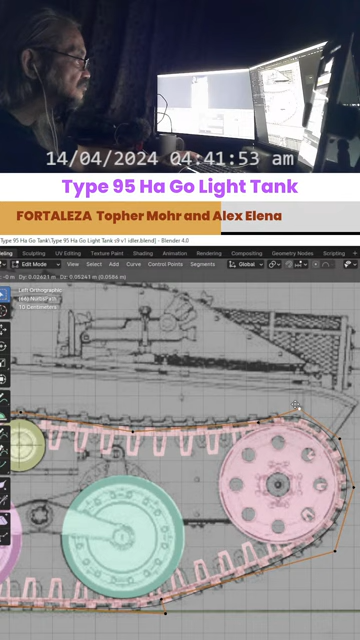 14/04/2024 04:41:53 am
Type 95 Ha Go Light Tank
FORTALEZA Topher Mohr and Alex Elena
Type 95 Ha Go Light Tank\Type 95 Ha Go Light Tank c9 v1 idler.blend] - Blender 4.0
Sculpting UV Editing Texture Paint Shading Animation Rendering Compositing Geometry Nodes Scripting
Edit Mode View Select Add Curve Control Points Segments
Left Orthographic
10 Centimeters